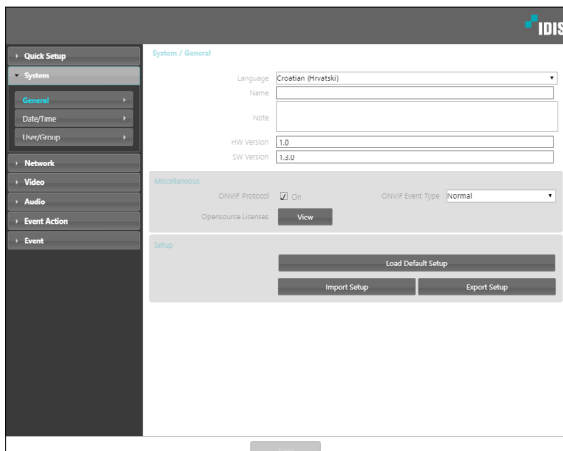 IDIS
Quick Setup
System
General
Date/Time
User/Group
Network
Video
Audio
Event Action
Event
System / General
Language Croatian (Hrvatski)
Name
Note
HW Version 1.0
SW Version 1.3.0
Miscellaneous
ONVIF Protocol On ONVIF Event Type Normal
Opensource Licenses View
Setup
Load Default Setup
Import Setup Export Setup